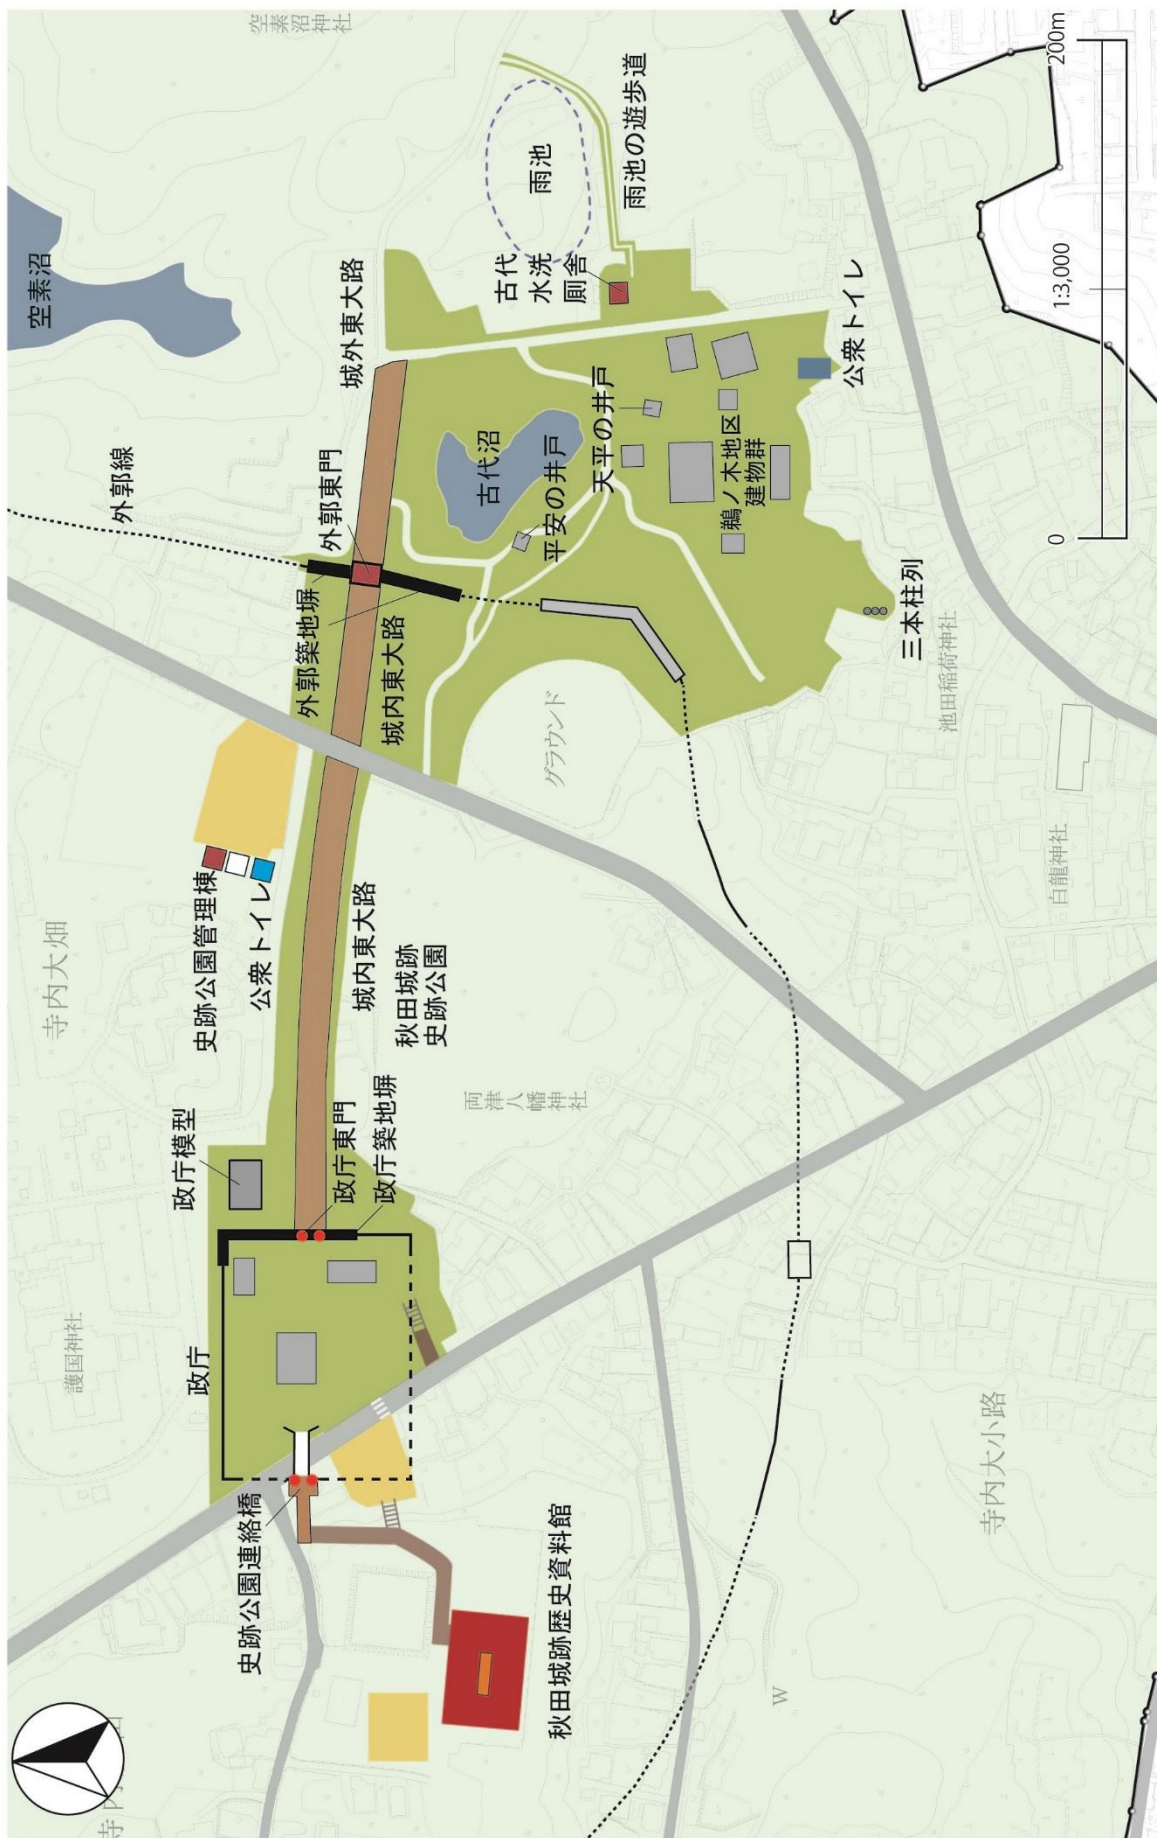 空素沼神社
空素沼
雨池
雨池の遊歩道
古代
水洗
厠舎
城外東大路
外郭線
外郭東門
外郭築地塀
城内東大路
古代沼
平安の井戸
天平の井戸
鵜ノ木地区
建物群
公衆トイレ
三本柱列
池田稲荷神社
グラウンド
白龍神社
史跡公園管理棟
公衆トイレ
城内東大路
秋田城跡
史跡公園
寺内大畑
両津八幡神社
政庁模型
政庁東門
政庁築地塀
政庁
護国神社
史跡公園連絡橋
秋田城跡歴史資料館
寺内大小路
W
寺内
0
1:3,000
200m